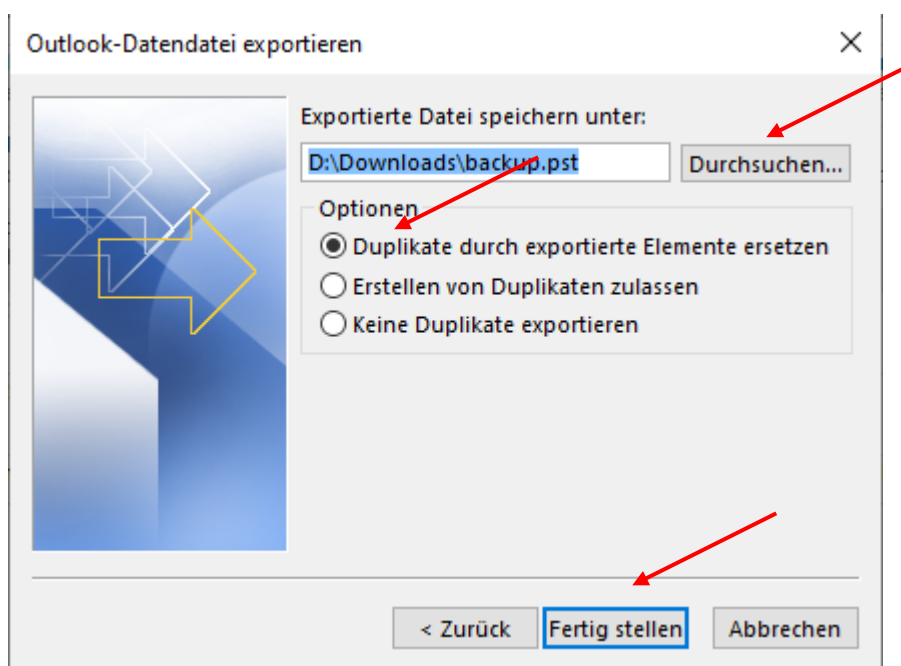 Outlook-Datendatei exportieren
Exportierte Datei speichern unter:
D:\Downloads\backup.pst
Durchsuchen...
Optionen
Duplikate durch exportierte Elemente ersetzen
Erstellen von Duplikaten zulassen
Keine Duplikate exportieren
< Zurück
Fertig stellen
Abbrechen